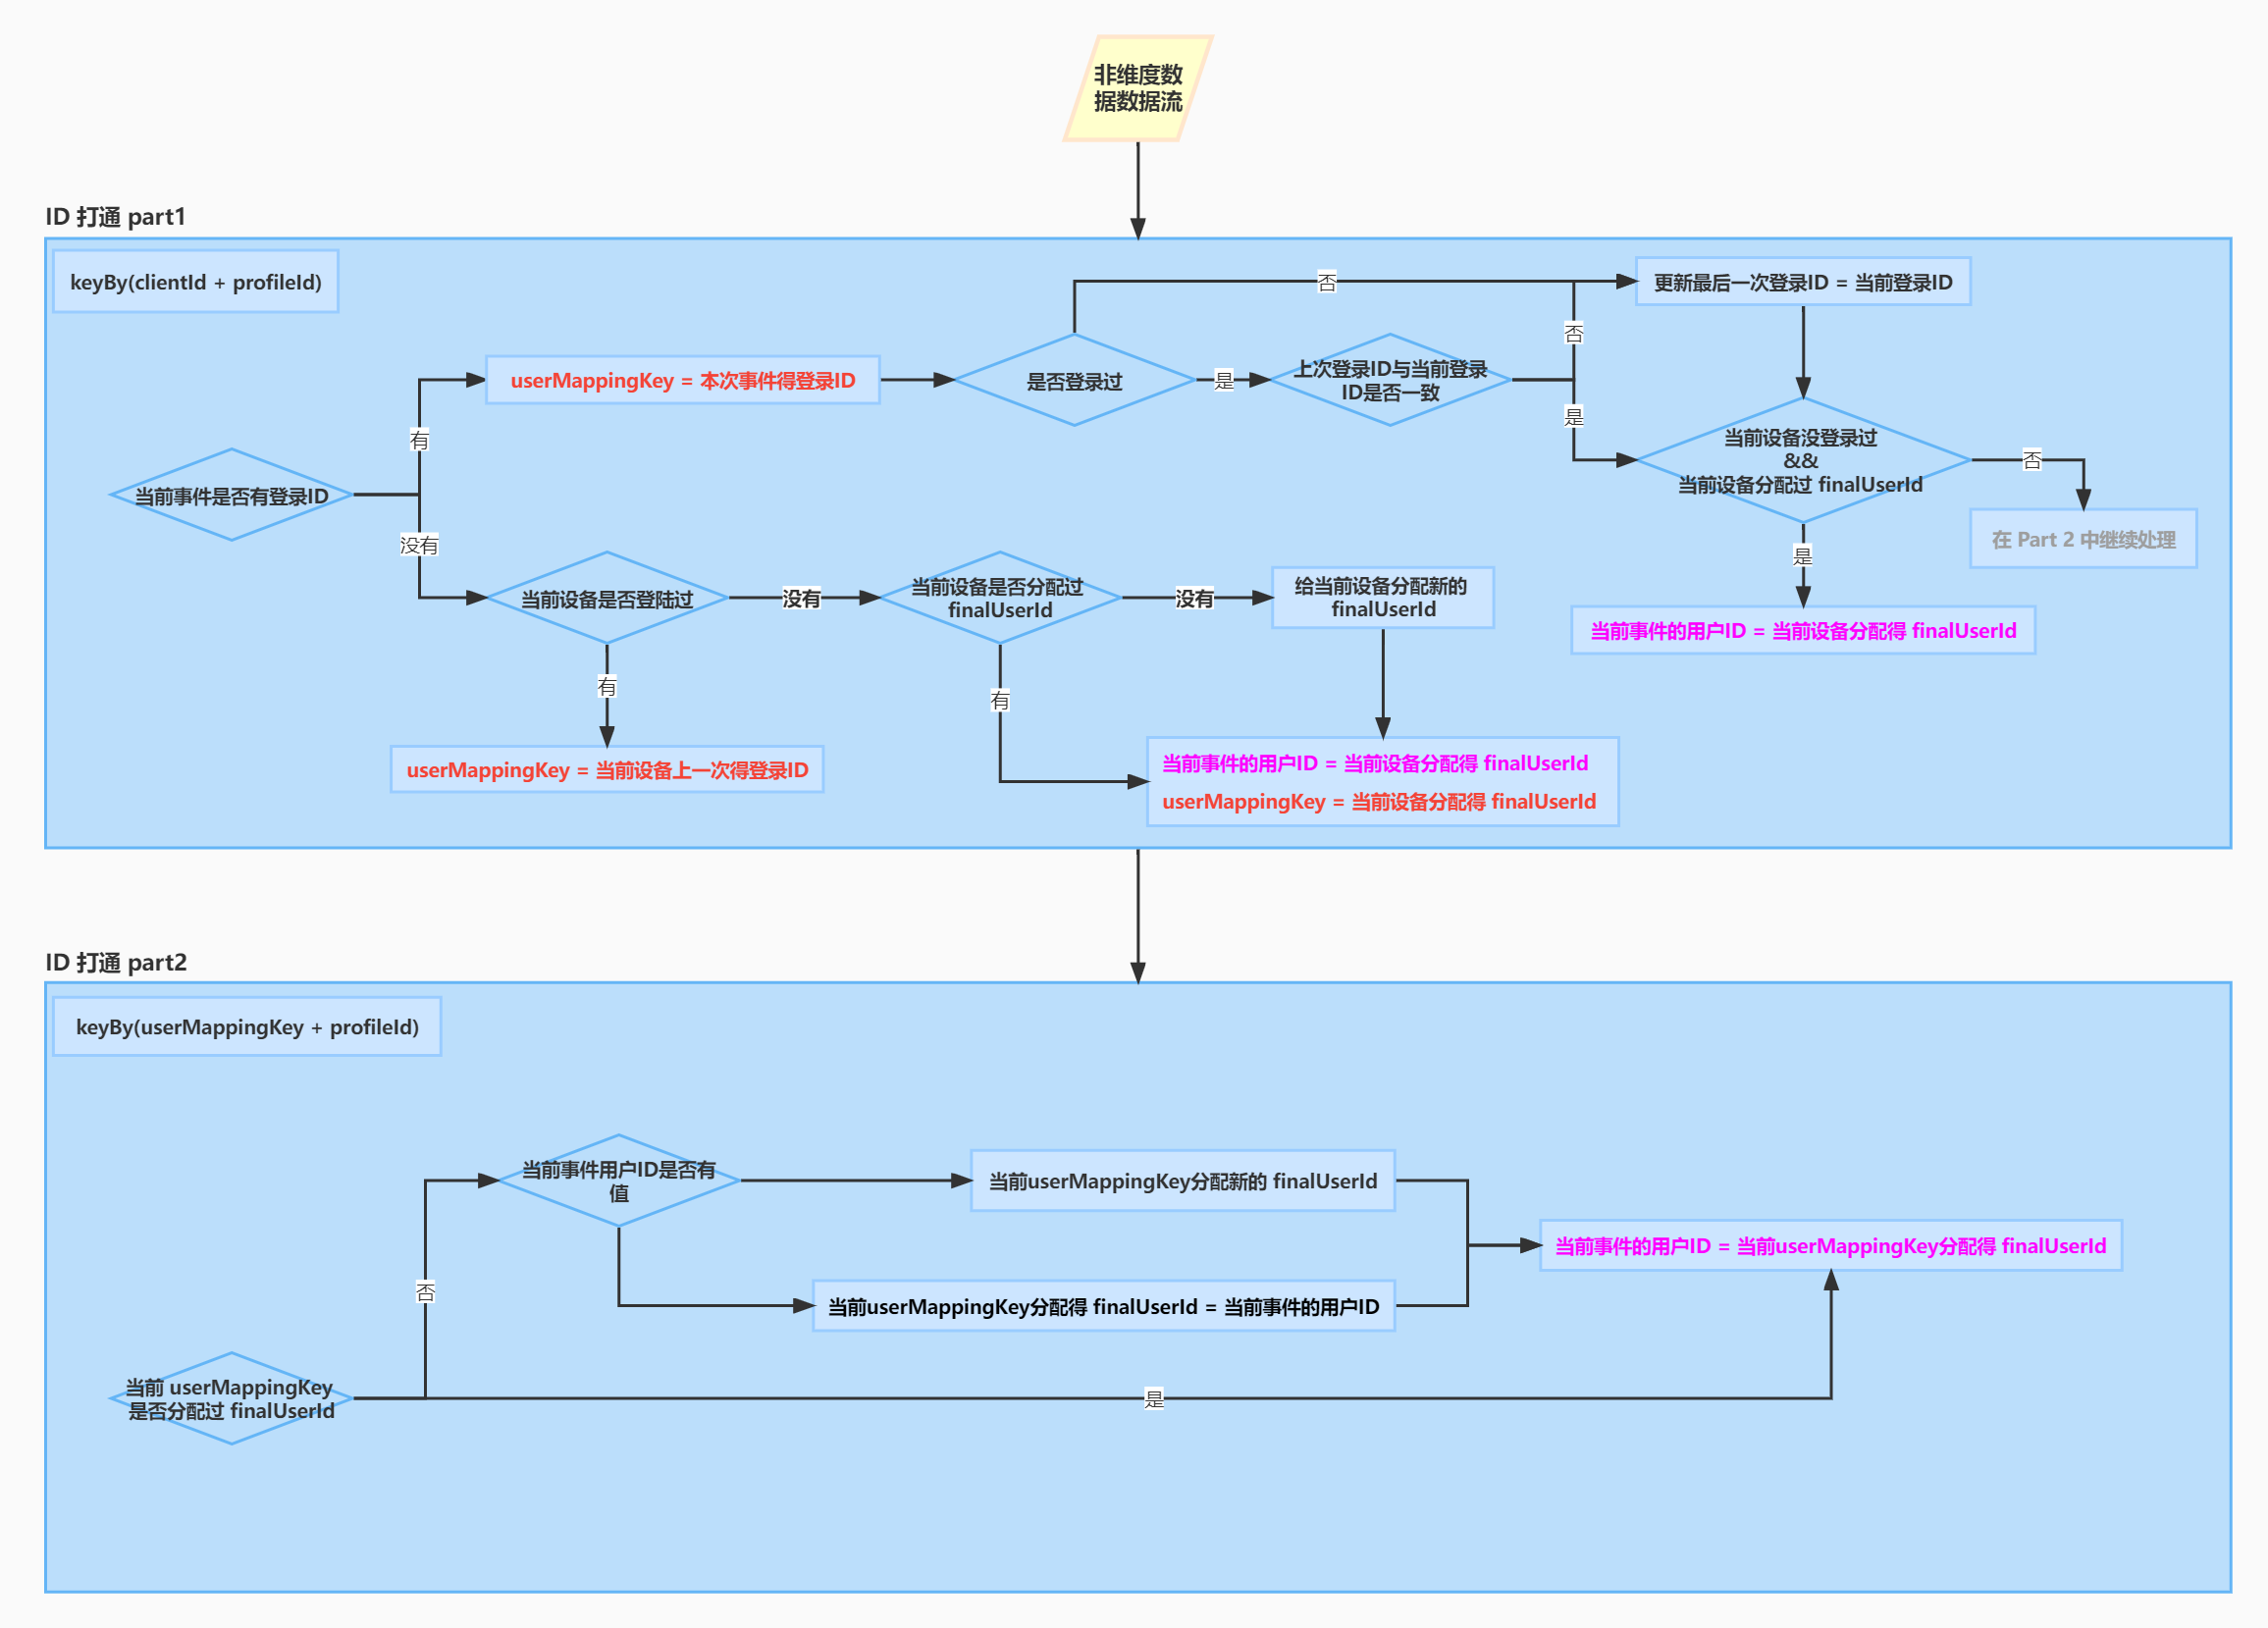 非维度数
据数据流
ID 打通 part1
keyBy(clientId + profileId)
否
更新最后一次登录ID = 当前登录ID
否
userMappingKey = 本次事件得登录ID
是否登录过
是
上次登录ID与当前登录
ID是否一致
是
有
当前设备没登录过
&&
当前设备分配过 finalUserId
否
当前事件是否有登录ID
没有
在 Part 2 中继续处理
是
当前设备是否登陆过
没有
当前设备是否分配过
finalUserId
没有
给当前设备分配新的
finalUserId
当前事件的用户ID = 当前设备分配得 finalUserId
有
有
userMappingKey = 当前设备上一次得登录ID
当前事件的用户ID = 当前设备分配得 finalUserId
userMappingKey = 当前设备分配得 finalUserId
ID 打通 part2
keyBy(userMappingKey + profileId)
当前事件用户ID是否有
值
当前userMappingKey分配新的 finalUserId
当前事件的用户ID = 当前userMappingKey分配得 finalUserId
否
当前userMappingKey分配得 finalUserId = 当前事件的用户ID
当前 userMappingKey
是否分配过 finalUserId
是